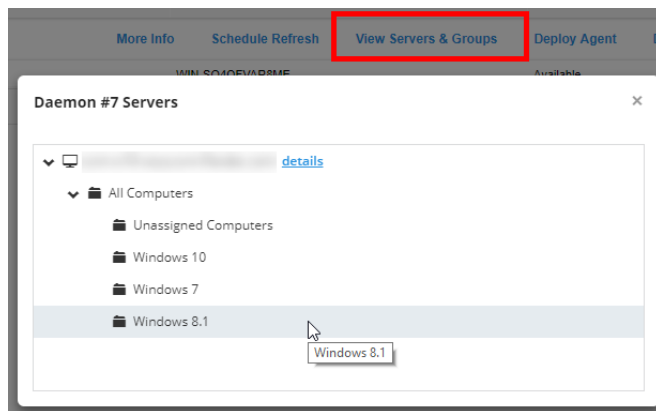 More Info Schedule Refresh View Servers & Groups Deploy Agent
Available
Daemon #7 Servers ×
details
All Computers
Unassigned Computers
Windows 10
Windows 7
Windows 8.1
Windows 8.1